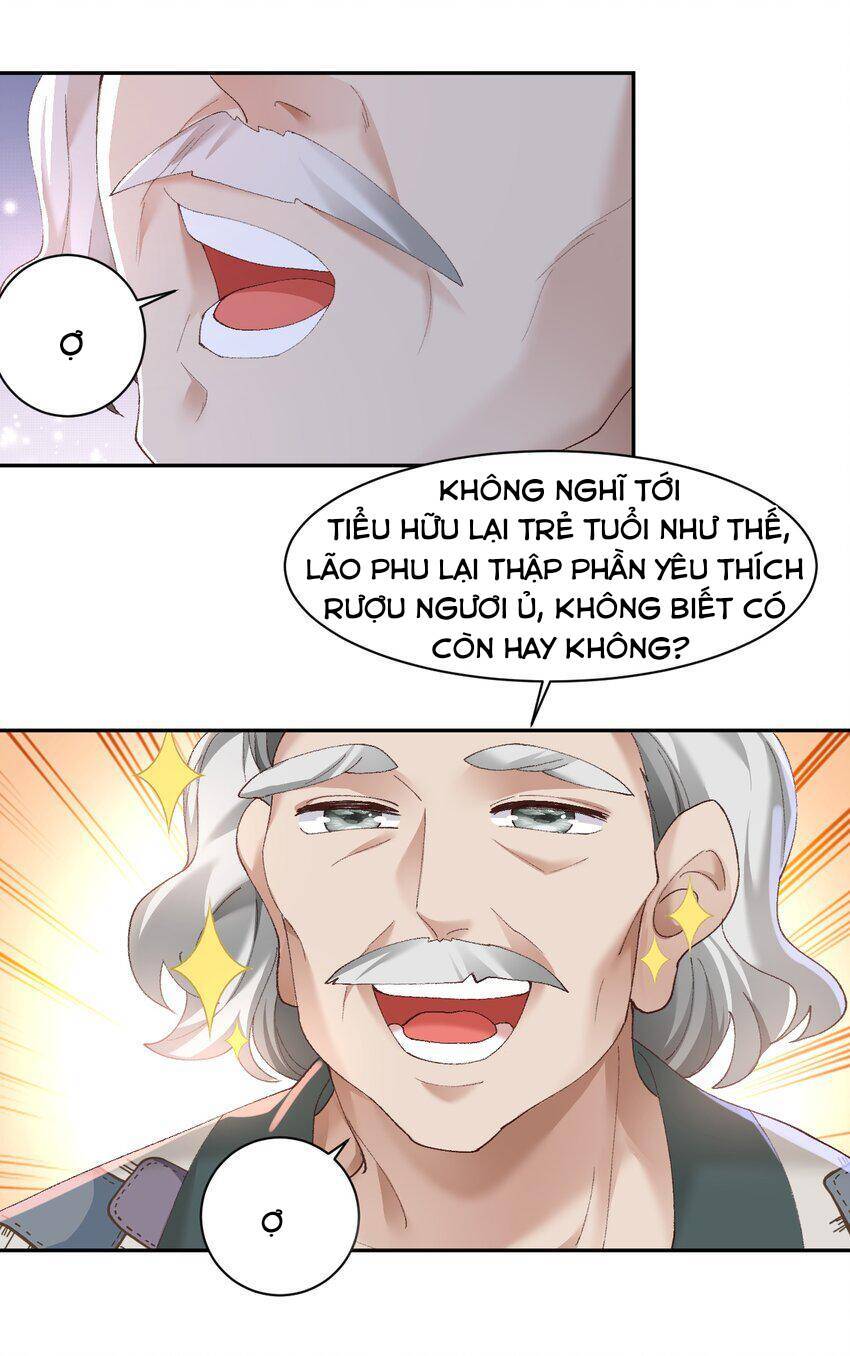 Ợ
KHÔNG NGHĨ TỚI
TIỂU HỮU LẠI TRẺ TUỔI NHƯ THẾ,
LÃO PHU LẠI THẬP PHẦN YÊU THÍCH
RƯỢU NGƯƠI Ủ, KHÔNG BIẾT CÓ
CÒN HAY KHÔNG?
Ợ